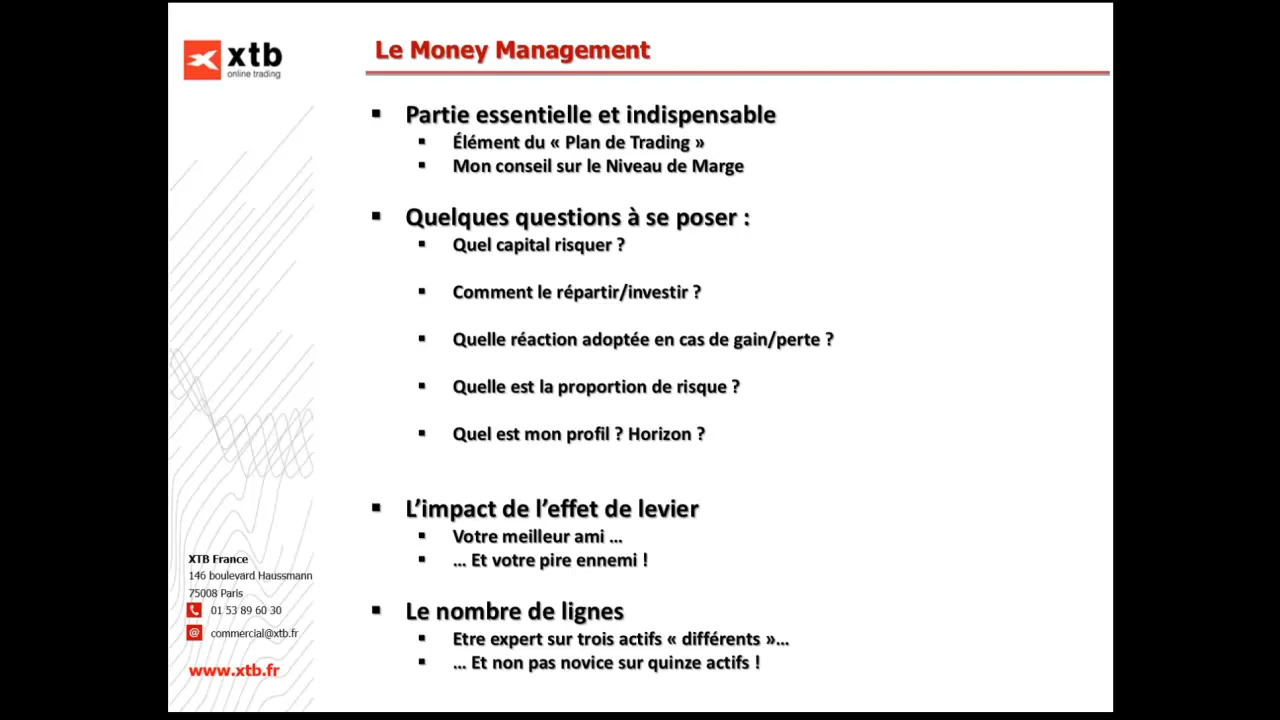 xtb
online trading
Le Money Management
▪ Partie essentielle et indispensable
▪ Élément du « Plan de Trading »
▪ Mon conseil sur le Niveau de Marge
▪ Quelques questions à se poser :
▪ Quel capital risquer ?
▪ Comment le répartir/investir ?
▪ Quelle réaction adoptée en cas de gain/perte ?
▪ Quelle est la proportion de risque ?
▪ Quel est mon profil ? Horizon ?
▪ L’impact de l’effet de levier
▪ Votre meilleur ami …
▪ … Et votre pire ennemi !
▪ Le nombre de lignes
▪ Etre expert sur trois actifs « différents »…
▪ … Et non pas novice sur quinze actifs !
XTB France
146 boulevard Haussmann
75008 Paris
01 53 89 60 30
@ commercial@xtb.fr
www.xtb.fr